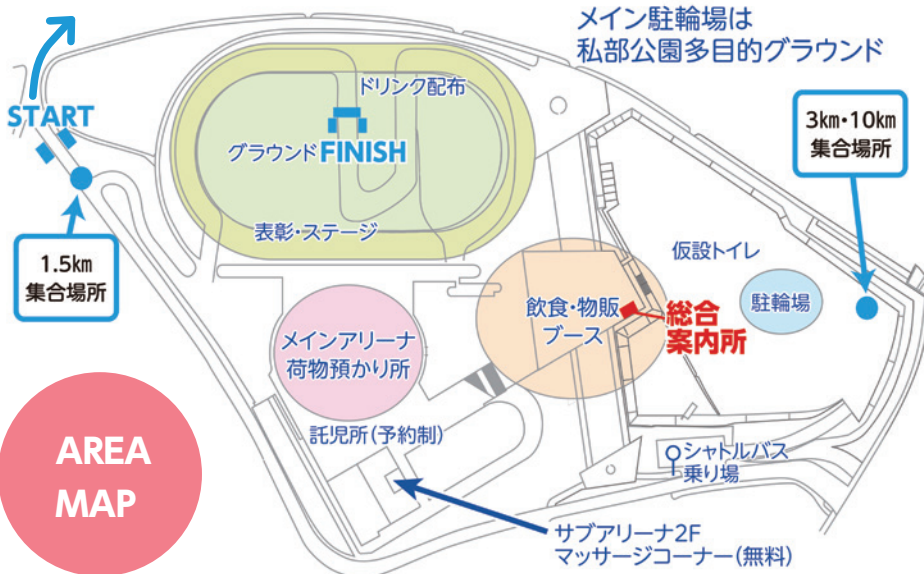 メイン駐輪場は
私部公園多目的グラウンド
START
ドリンク配布
グラウンド FINISH
3km・10km
集合場所
表彰・ステージ
1.5km
集合場所
仮設トイレ
飲食・物販
ブース
総合
案内所
駐輪場
メインアリーナ
荷物預かり所
託児所(予約制)
シャトルバス
乗り場
AREA
MAP
サブアリーナ2F
マッサージコーナー(無料)